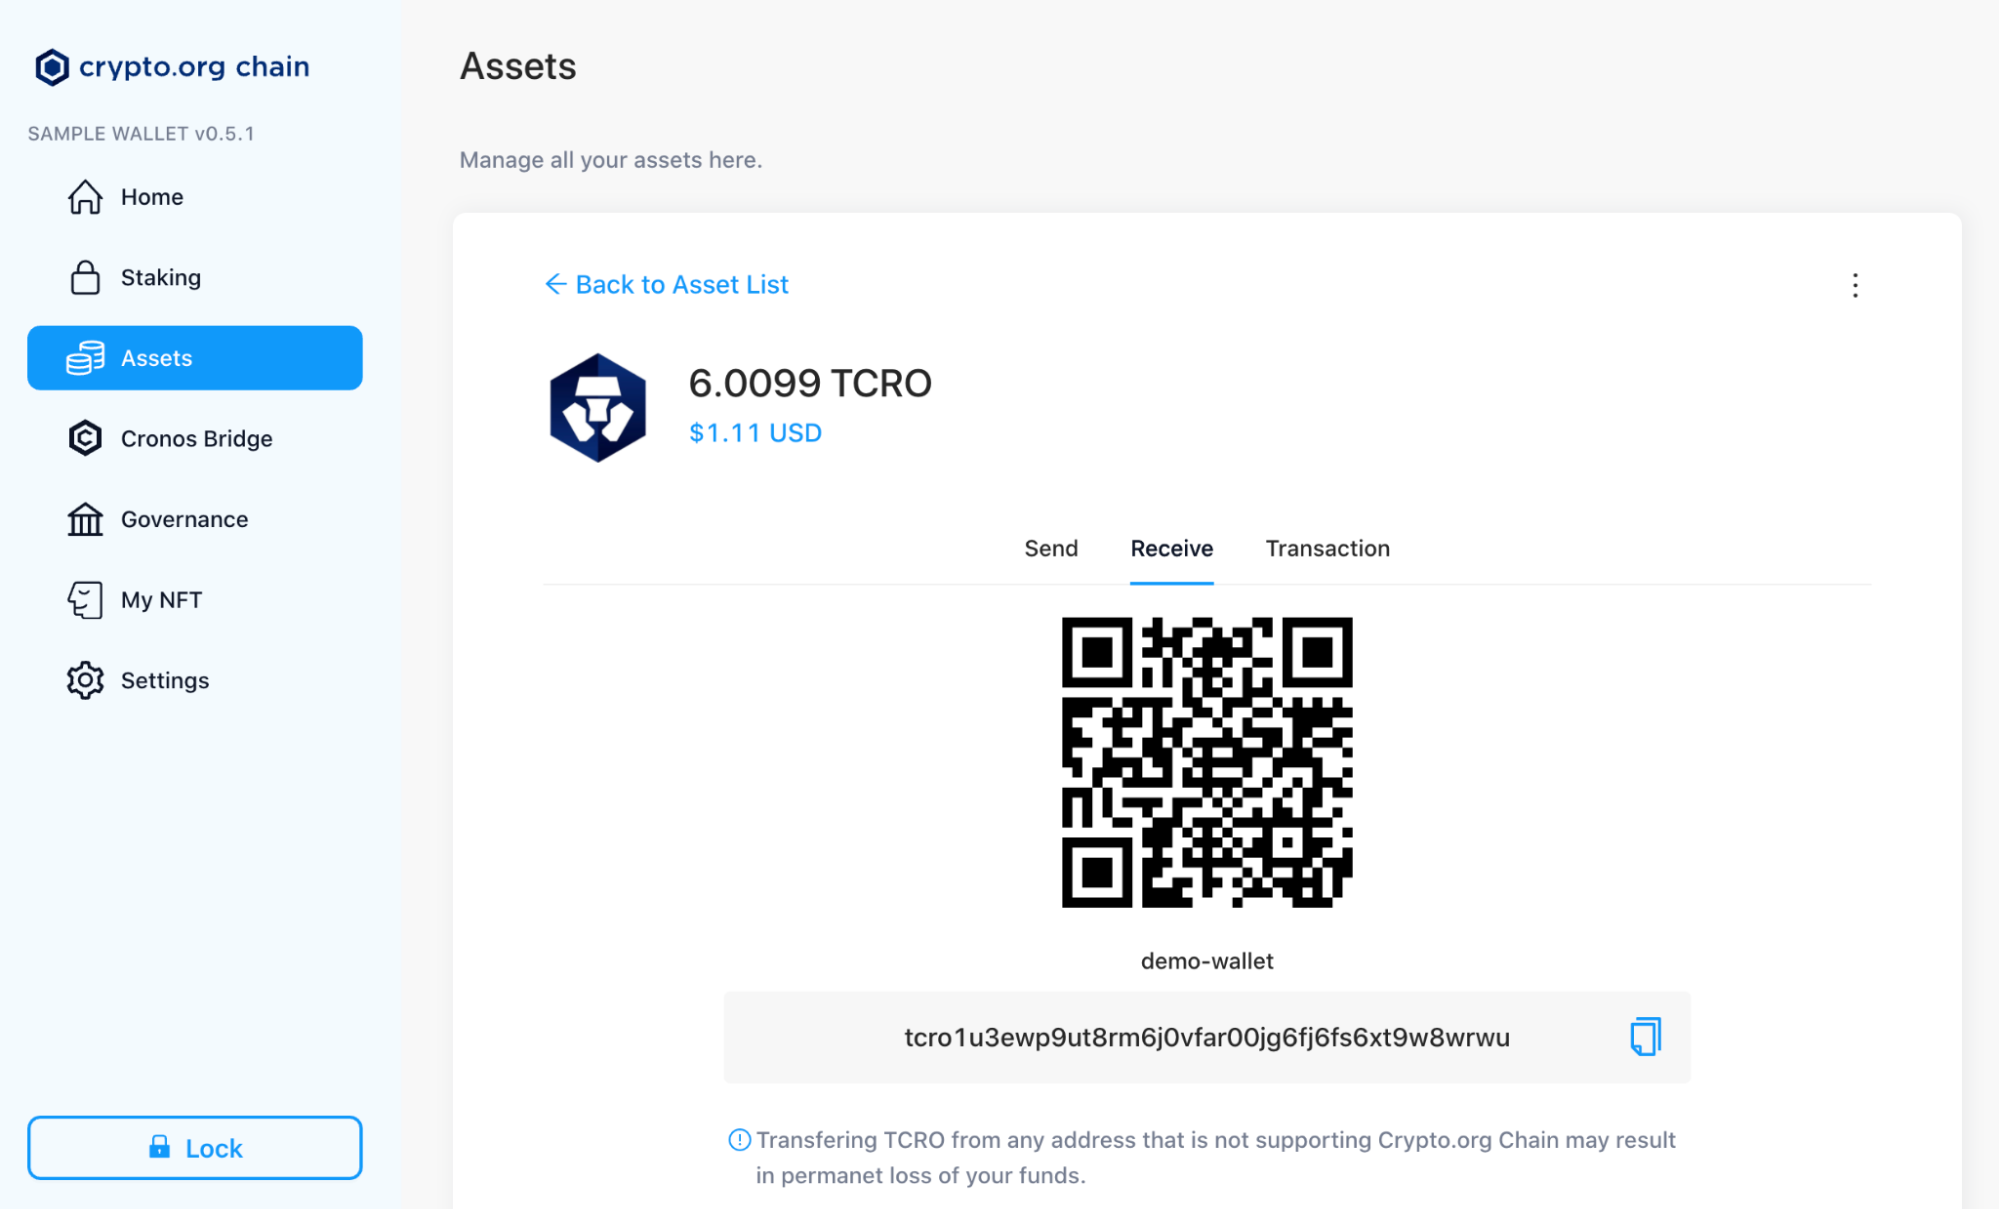 crypto.org chain
SAMPLE WALLET v0.5.1
Home
Staking
Assets
Cronos Bridge
Governance
My NFT
Settings
Lock
Assets
Manage all your assets here.
Back to Asset List
6.0099 TCRO
$1.11 USD
Send Receive Transaction
demo-wallet
tcro1u3ewp9ut8rm6j0vfar00jg6fj6fs6xt9w8wrwu
Transfering TCRO from any address that is not supporting Crypto.org Chain may result
in permanet loss of your funds.